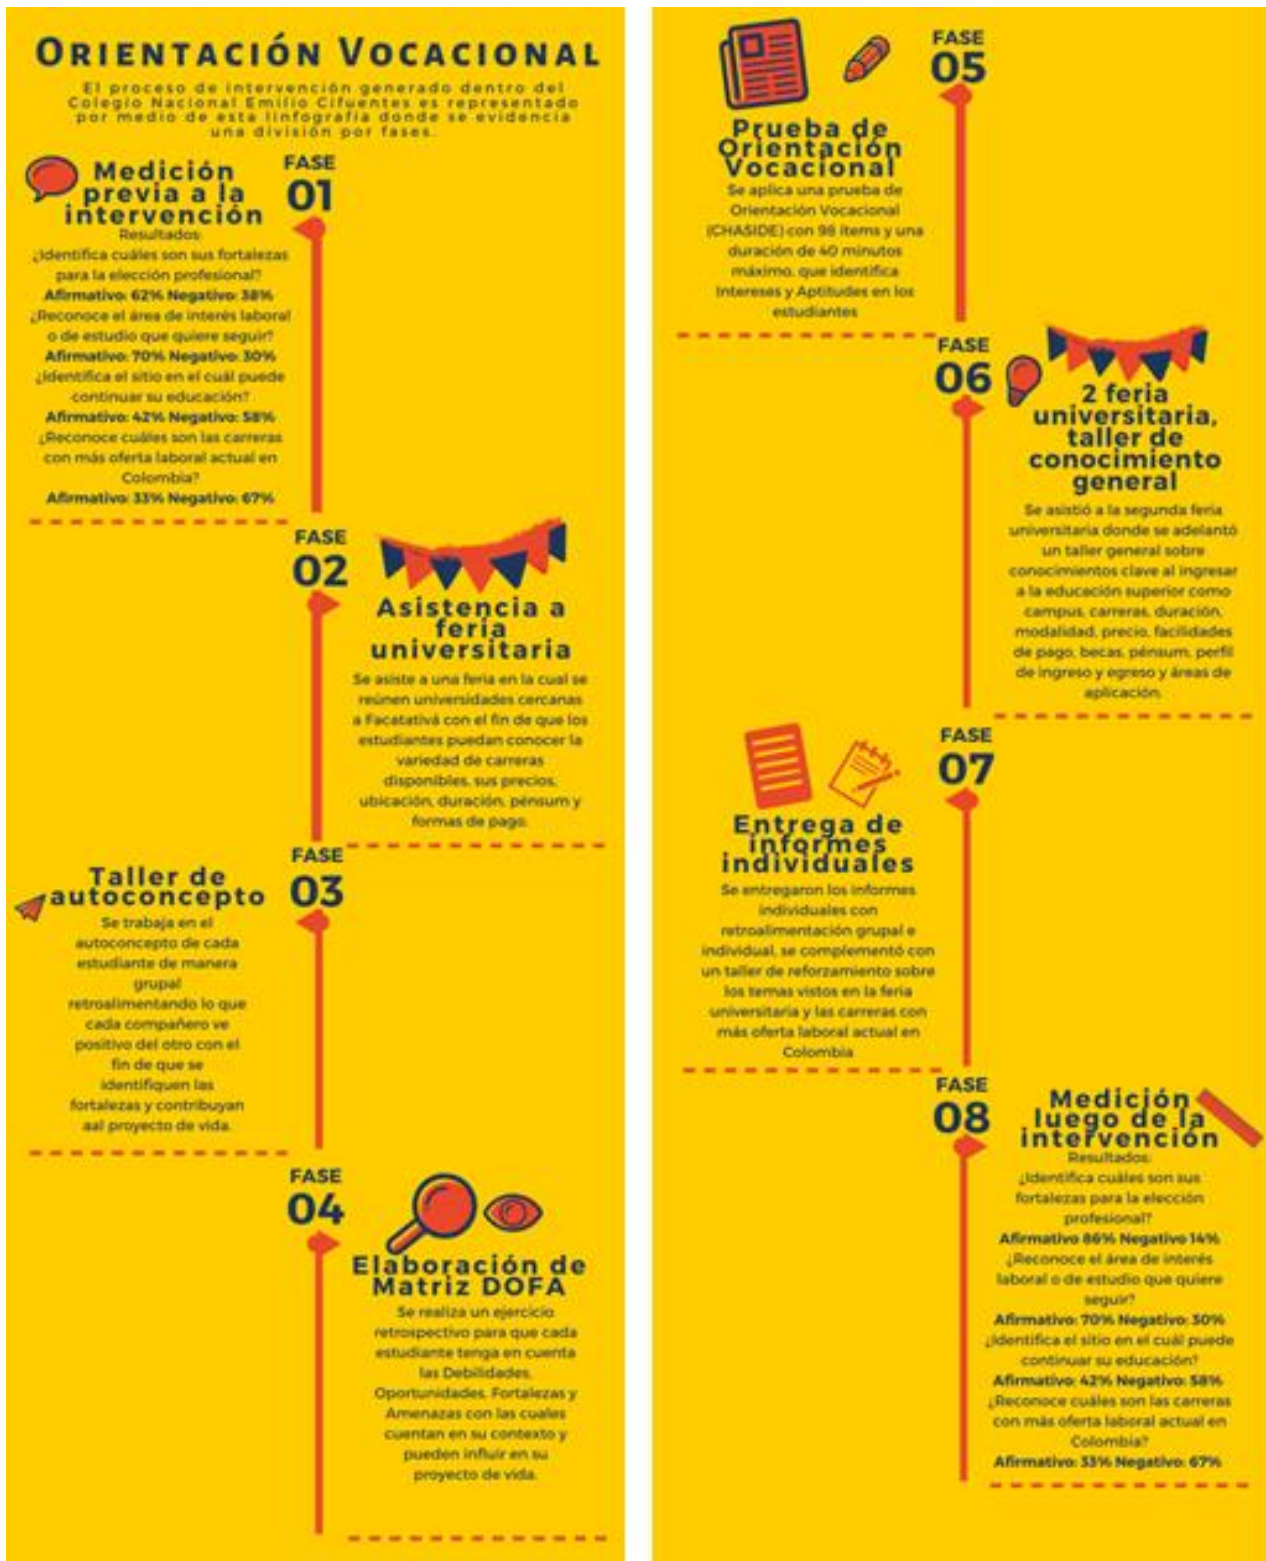 ORIENTACIÓN VOCACIONAL
El proceso de intervención generado dentro del
Colegio Nacional Emilio Cifuentes es representado
por medio de esta linfografía donde se evidencia
una división por fases.
FASE
01
Medición
previa a la
intervención
Resultados:
¿Identifica cuáles son sus fortalezas
para la elección profesional?
Afirmativo: 62% Negativo: 38%
¿Reconoce el área de interés laboral
o de estudio que quiere seguir?
Afirmativo: 70% Negativo: 30%
¿Identifica el sitio en el cuál puede
continuar su educación?
Afirmativo: 42% Negativo: 58%
¿Reconoce cuáles son las carreras
con más oferta laboral actual en
Colombia?
Afirmativo: 33% Negativo: 67%
FASE
02
Asistencia a
feria
universitaria
Se asiste a una feria en la cual se
reúnen universidades cercanas
a Facatativá con el fin de que los
estudiantes puedan conocer la
variedad de carreras
disponibles, sus precios,
ubicación, duración, pénsum y
formas de pago.
FASE
03
Taller de
autoconcepto
Se trabaja en el
autoconcepto de cada
estudiante de manera
grupal
retroalimentando lo que
cada compañero ve
positivo del otro con el
fin de que se
identifiquen las
fortalezas y contribuyan
aal proyecto de vida.
FASE
04
Elaboración de
Matriz DOFA
Se realiza un ejercicio
retrospectivo para que cada
estudiante tenga en cuenta
las Debilidades,
Oportunidades, Fortalezas y
Amenazas con las cuales
cuentan en su contexto y
pueden influir en su
proyecto de vida.
FASE
05
Prueba de
Orientación
Vocacional
Se aplica una prueba de
Orientación Vocacional
(CHASIDE) con 98 ítems y una
duración de 40 minutos
máximo, que identifica
Intereses y Aptitudes en los
estudiantes
FASE
06
2 feria
universitaria,
taller de
conocimiento
general
Se asistió a la segunda feria
universitaria donde se adelantó
un taller general sobre
conocimientos clave al ingresar
a la educación superior como
campus, carreras, duración,
modalidad, precio, facilidades
de pago, becas, pénsum, perfil
de ingreso y egreso y áreas de
aplicación.
FASE
07
Entrega de
informes
individuales
Se entregaron los informes
individuales con
retroalimentación grupal e
individual, se complementó con
un taller de reforzamiento sobre
los temas vistos en la feria
universitaria y las carreras con
más oferta laboral actual en
Colombia
FASE
08
Medición
luego de la
intervención
Resultados:
¿Identifica cuáles son sus
fortalezas para la elección
profesional?
Afirmativo 86% Negativo 14%
¿Reconoce el área de interés
laboral o de estudio que quiere
seguir?
Afirmativo: 70% Negativo: 30%
¿Identifica el sitio en el cuál puede
continuar su educación?
Afirmativo: 42% Negativo: 58%
¿Reconoce cuáles son las carreras
con más oferta laboral actual en
Colombia?
Afirmativo: 33% Negativo: 67%